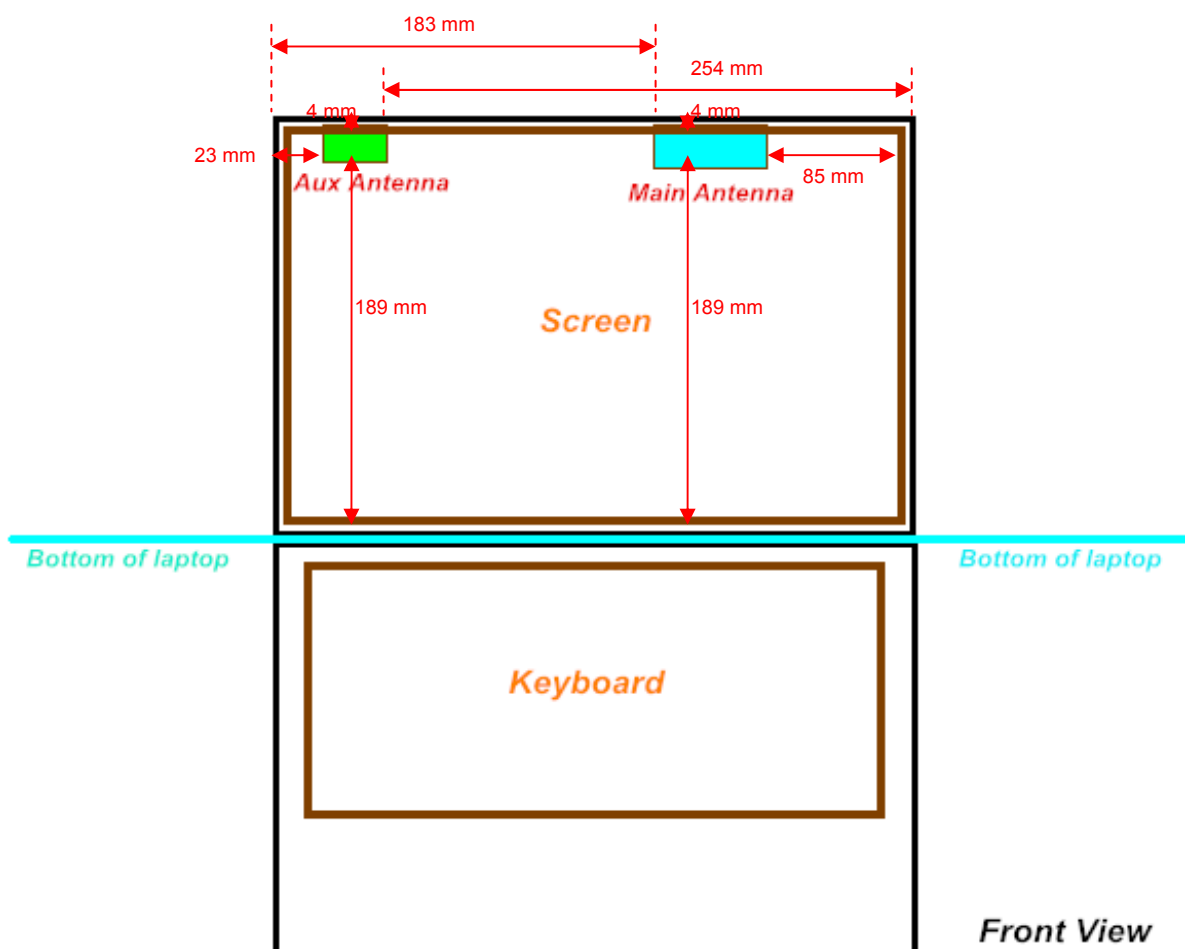 183 mm
254 mm
4 mm
4 mm
23 mm
85 mm
Aux Antenna
Main Antenna
189 mm
189 mm
Screen
Bottom of laptop
Bottom of laptop
Keyboard
Front View